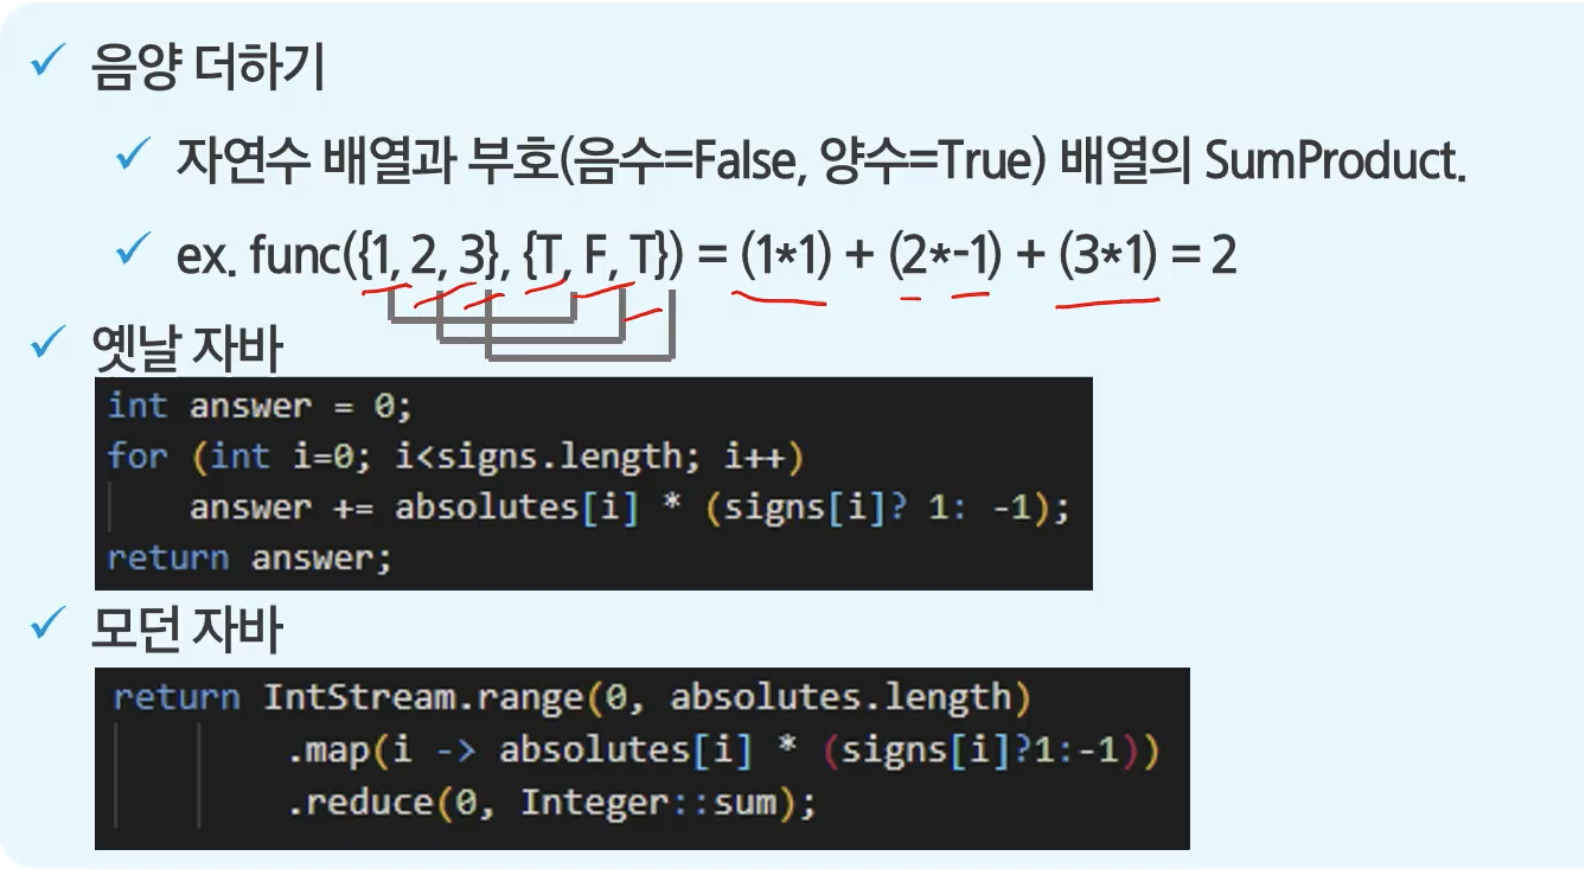 음양 더하기
자연수 배열과 부호(음수=False, 양수=True) 배열의 SumProduct.
ex. func({1, 2, 3}, {T, F, T}) = (1*1) + (2*-1) + (3*1) = 2
옛날 자바
int answer = 0;
for (int i=0; i<signs.length; i++)
    answer += absolutes[i] * (signs[i]? 1: -1);
return answer;
모던 자바
return IntStream.range(0, absolutes.length)
        .map(i -> absolutes[i] * (signs[i]?1:-1))
        .reduce(0, Integer::sum);